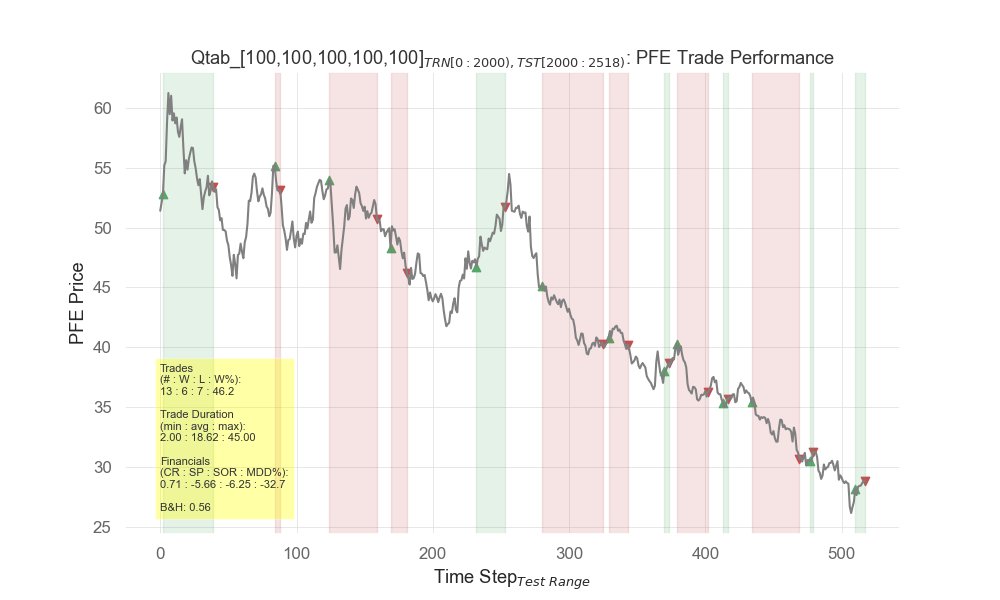 Qtab_[100,100,100,100,100]TRN[0:2000),TST[2000:2518): PFE Trade Performance
PFE Price
60
55
50
45
40
35
30
25
Trades
(# : W : L : W%):
13 : 6 : 7 : 46.2
Trade Duration
(min : avg : max):
2.00 : 18.62 : 45.00
Financials
(CR : SP : SOR : MDD%):
0.71 : -5.66 : -6.25 : -32.7
B&H: 0.56
0 100 200 300 400 500
Time StepTest Range